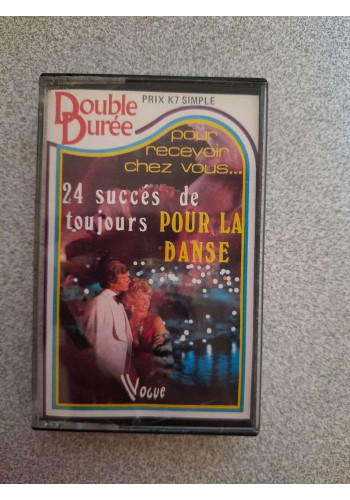 Double
Durée
PRIX K7 SIMPLE
pour
recevoir
chez vous...
24 succès de
toujours POUR LA
DANSE
VOGUE